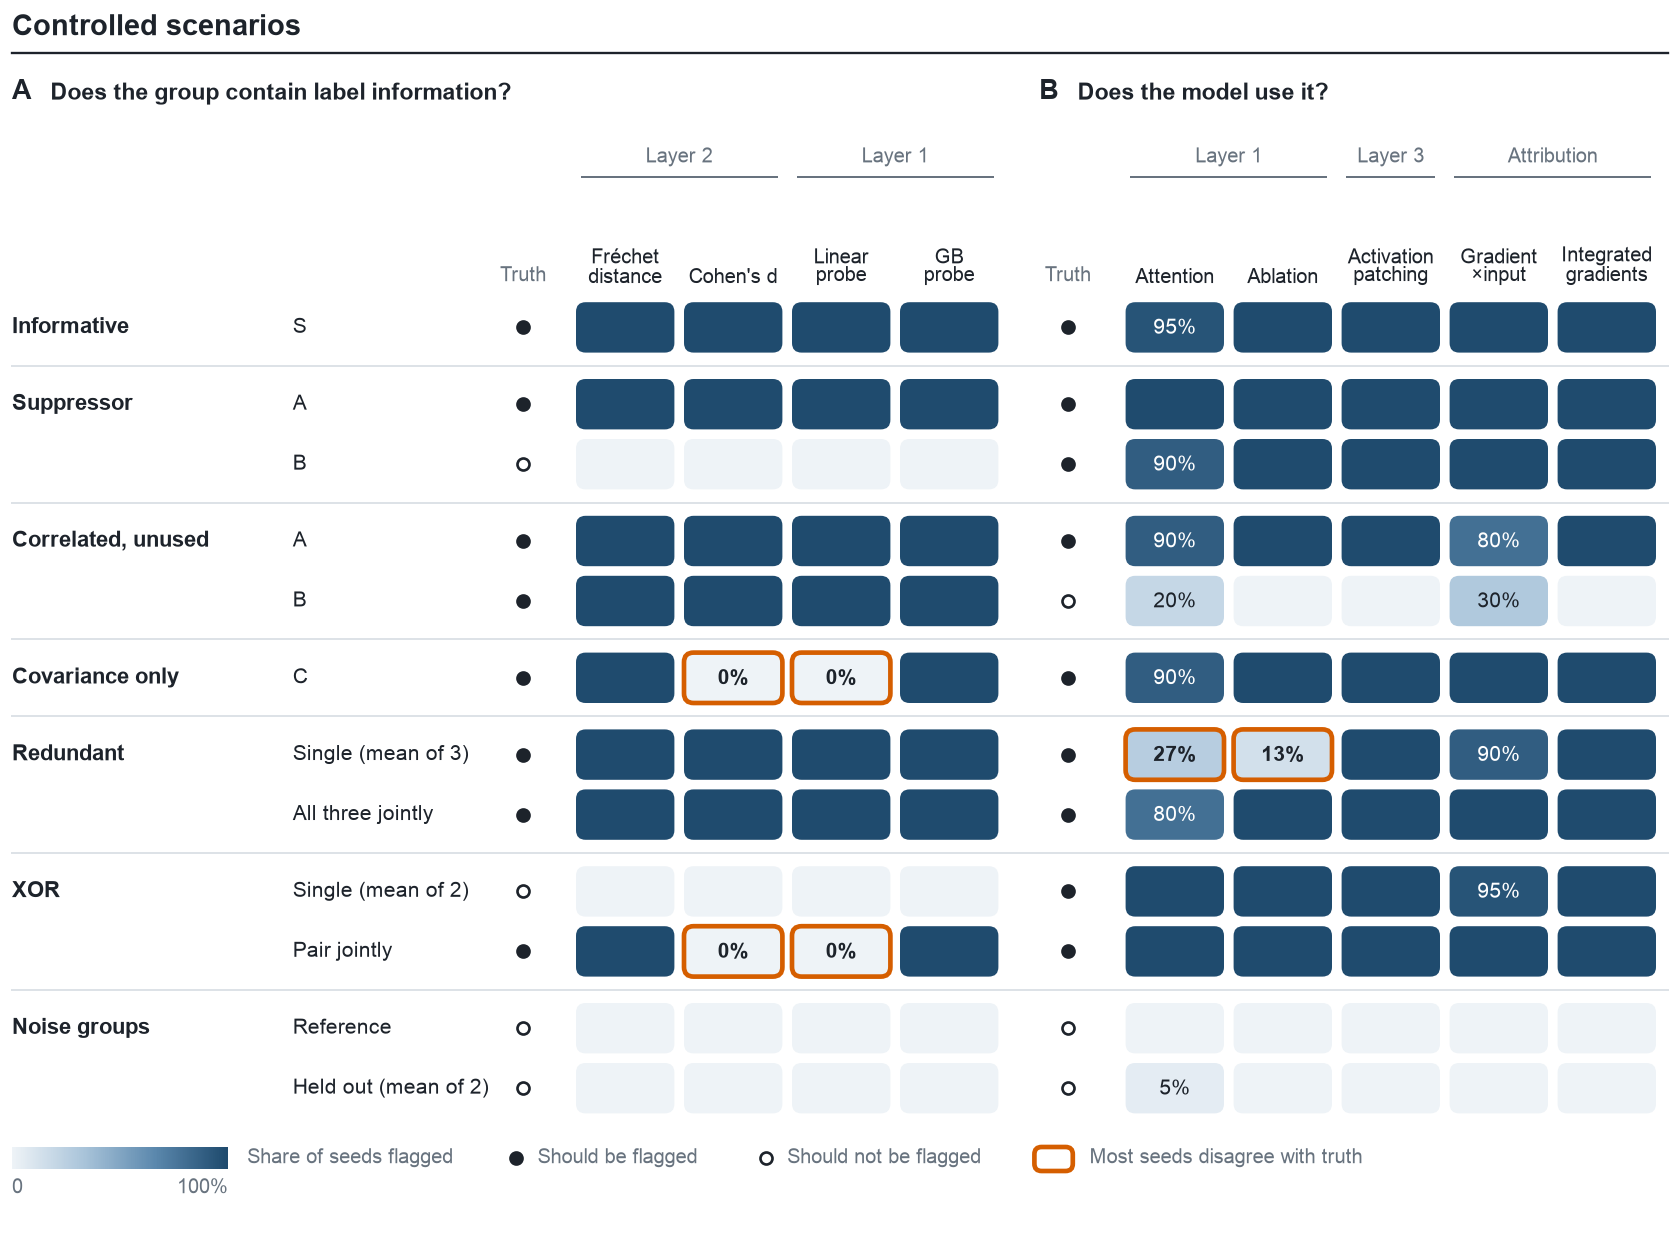 Controlled scenarios
A Does the group contain label information?
B Does the model use it?
Layer 2
Layer 1
Layer 1
Layer 3
Attribution
Truth
Fréchet
distance
Cohen's d
Linear
probe
GB
probe
Truth
Attention
Ablation
Activation
patching
Gradient
×input
Integrated
gradients
Informative S 95%
Suppressor A
B 90%
Correlated, unused A 90% 80%
B 20% 30%
Covariance only C 0% 0% 90%
Redundant Single (mean of 3) 27% 13% 90%
All three jointly 80%
XOR Single (mean of 2) 95%
Pair jointly 0% 0%
Noise groups Reference
Held out (mean of 2) 5%
Share of seeds flagged
Should be flagged
Should not be flagged
Most seeds disagree with truth
0 100%